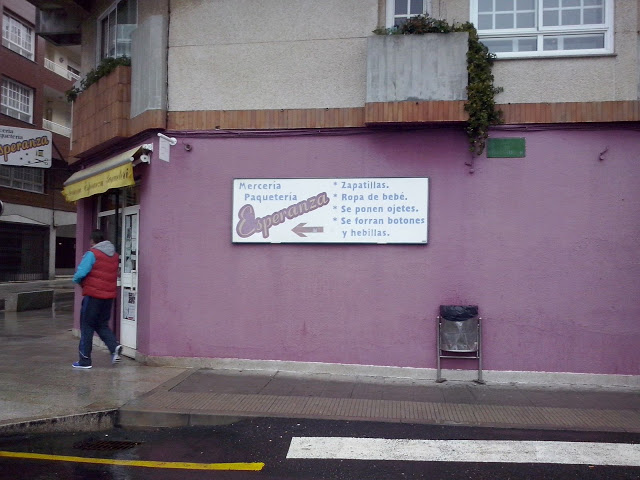 Mercería
Paquetería
Esperanza
* Zapatillas.
* Ropa de bebé.
* Se ponen ojetes.
* Se forran botones
y hebillas.
Esperanza